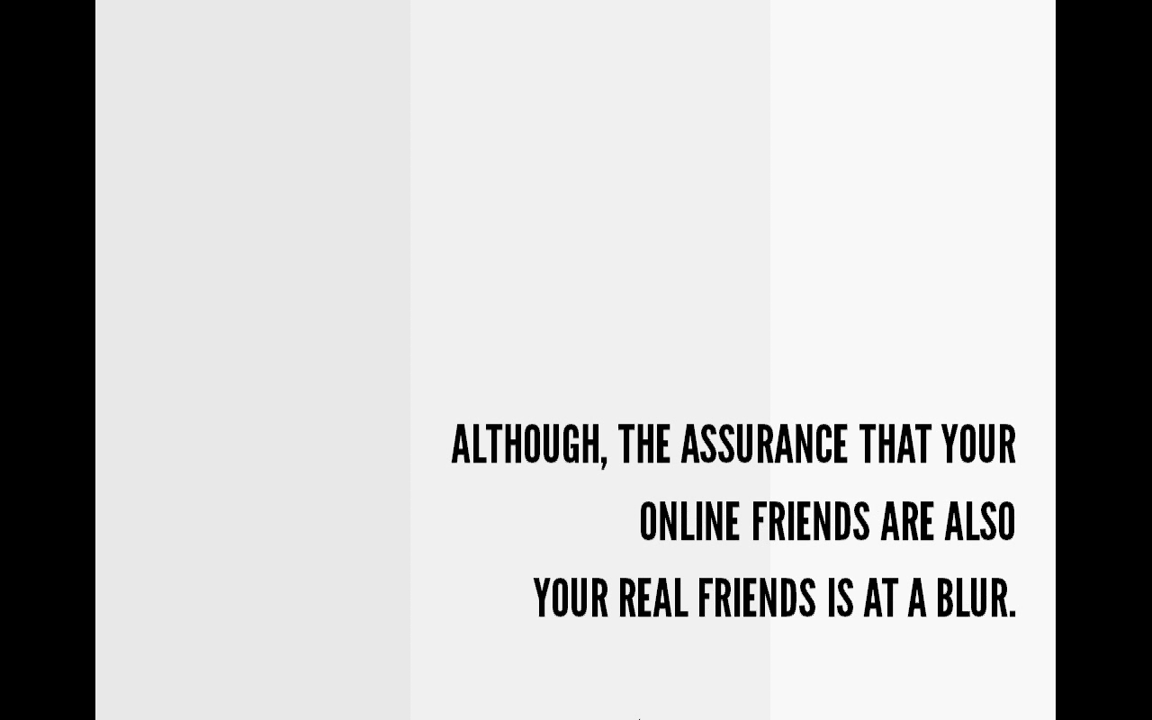 ALTHOUGH, THE ASSURANCE THAT YOUR
ONLINE FRIENDS ARE ALSO
YOUR REAL FRIENDS IS AT A BLUR.